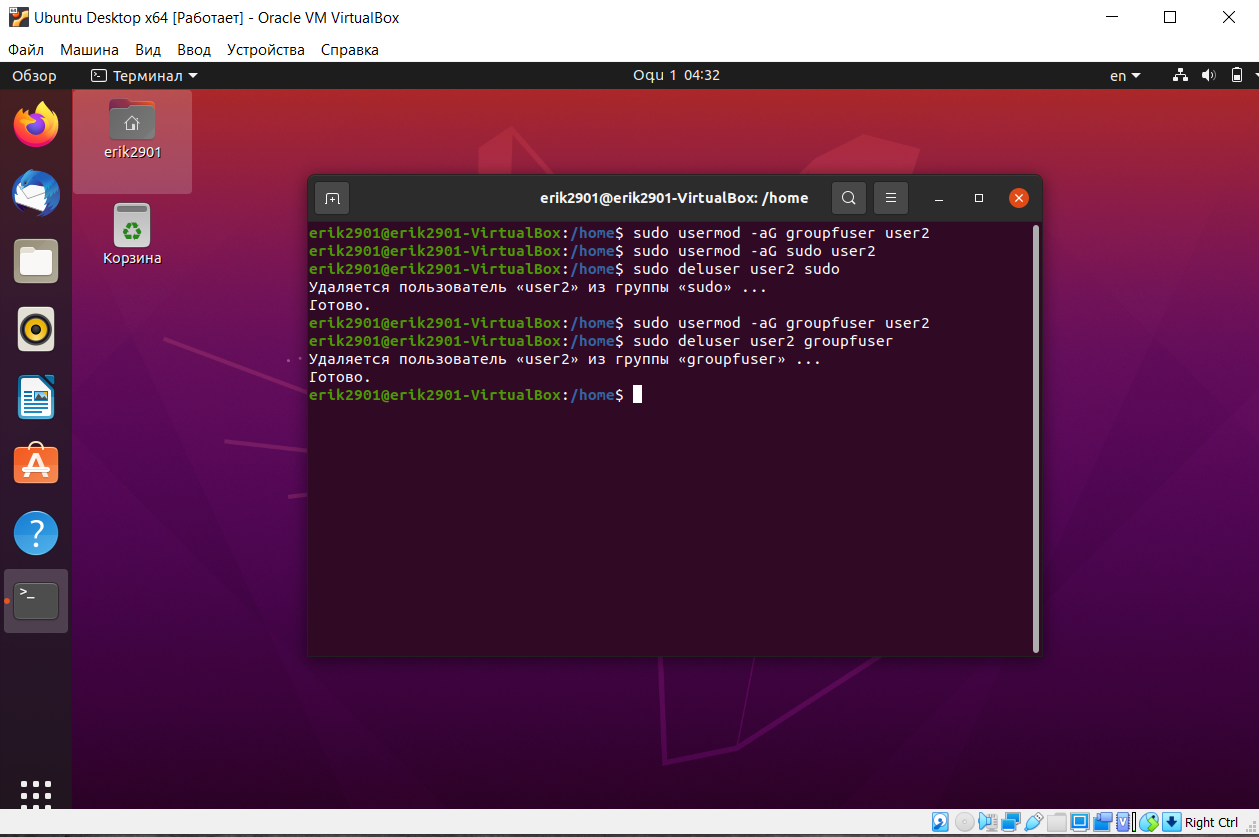 Ubuntu Desktop x64 [Работает] - Oracle VM VirtualBox
Файл Машина Вид Ввод Устройства Справка
Обзор Терминал Oqu 1 04:32 en
erik2901
Корзина
erik2901@erik2901-VirtualBox: /home
erik2901@erik2901-VirtualBox:/home$ sudo usermod -aG groupfuser user2
erik2901@erik2901-VirtualBox:/home$ sudo usermod -aG sudo user2
erik2901@erik2901-VirtualBox:/home$ sudo deluser user2 sudo
Удаляется пользователь «user2» из группы «sudo» ...
Готово.
erik2901@erik2901-VirtualBox:/home$ sudo usermod -aG groupfuser user2
erik2901@erik2901-VirtualBox:/home$ sudo deluser user2 groupfuser
Удаляется пользователь «user2» из группы «groupfuser» ...
Готово.
erik2901@erik2901-VirtualBox:/home$
Right Ctrl